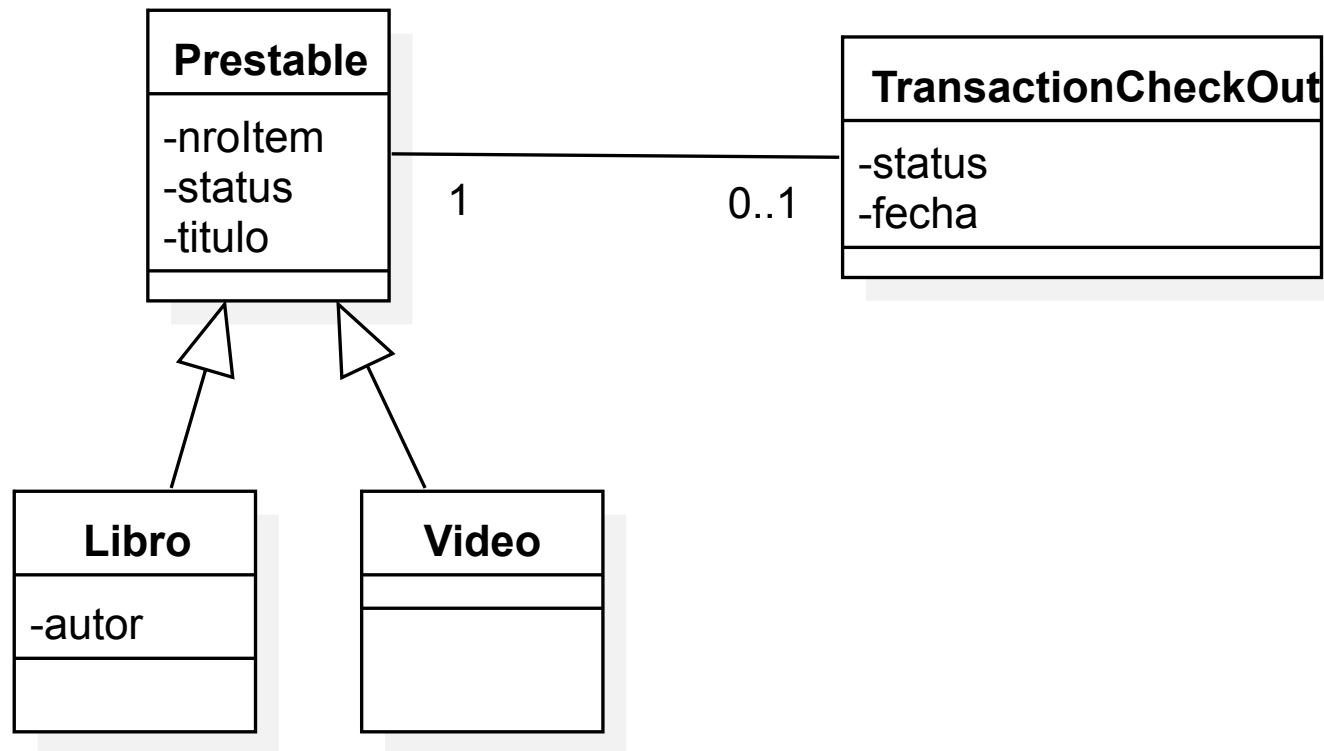 Prestable
-nroItem
-status
-titulo
1
0..1
TransactionCheckOut
-status
-fecha
Libro
-autor
Video